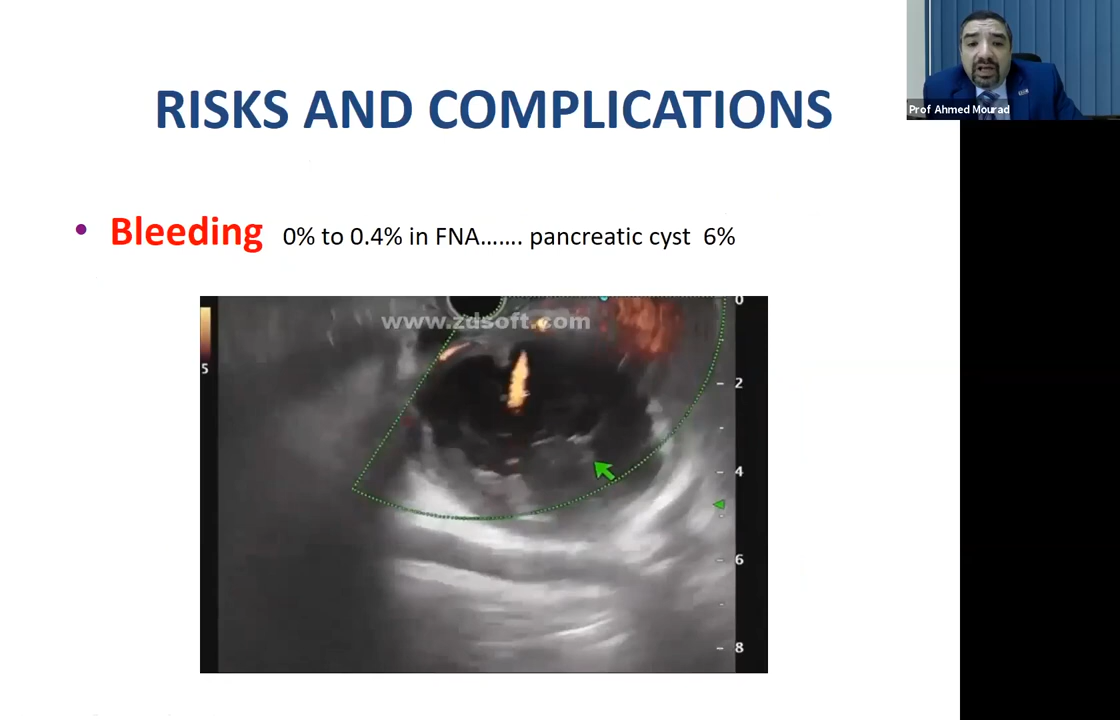 RISKS AND COMPLICATIONS
Prof Ahmed Mourad
• Bleeding 0% to 0.4% in FNA....... pancreatic cyst 6%
www.zdsoft.com
0
5
2
4
6
8